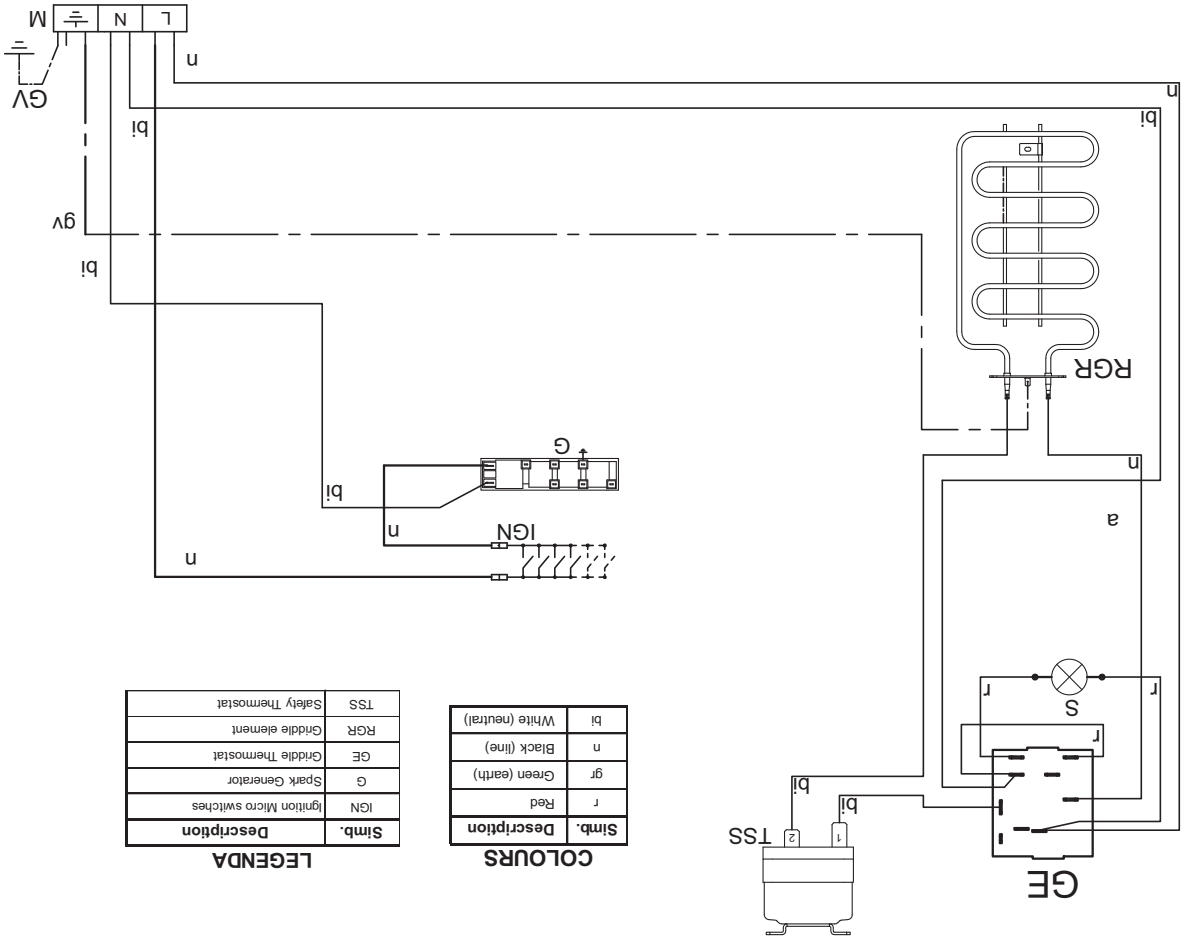 GE
TSS
1
2
bi
bi
COLOURS
Simb. Description
r Red
gr Green (earth)
n Black (line)
bi White (neutral)
LEGENDA
Simb. Description
IGN Ignition Micro switches
G Spark Generator
GE Griddle Thermostat
RGR Griddle element
TSS Safety Thermostat
r
S
r
r
n
IGN
n
a
bi
n
G
RGR
bi
gv
bi
bi
GV
n
n
L N M